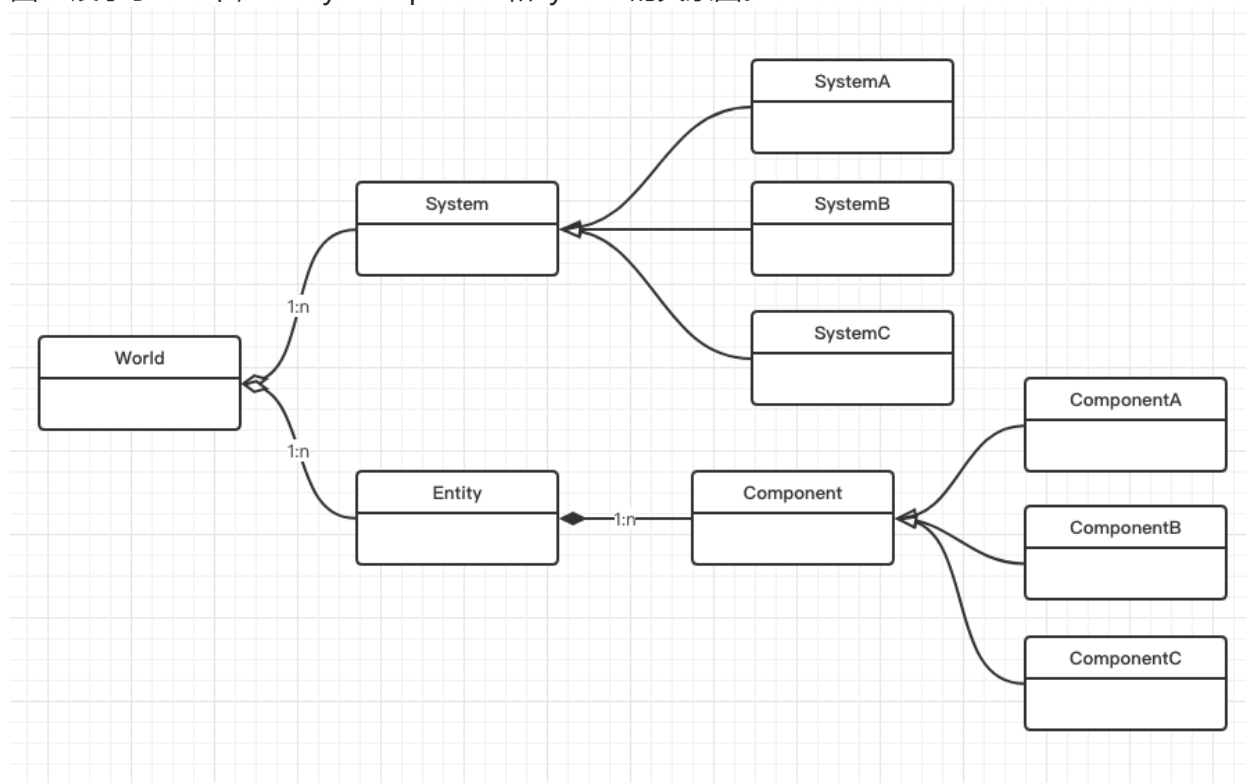 SystemA
System
SystemB
1:n
SystemC
World
ComponentA
1:n
Entity
Component
1:n
ComponentB
ComponentC